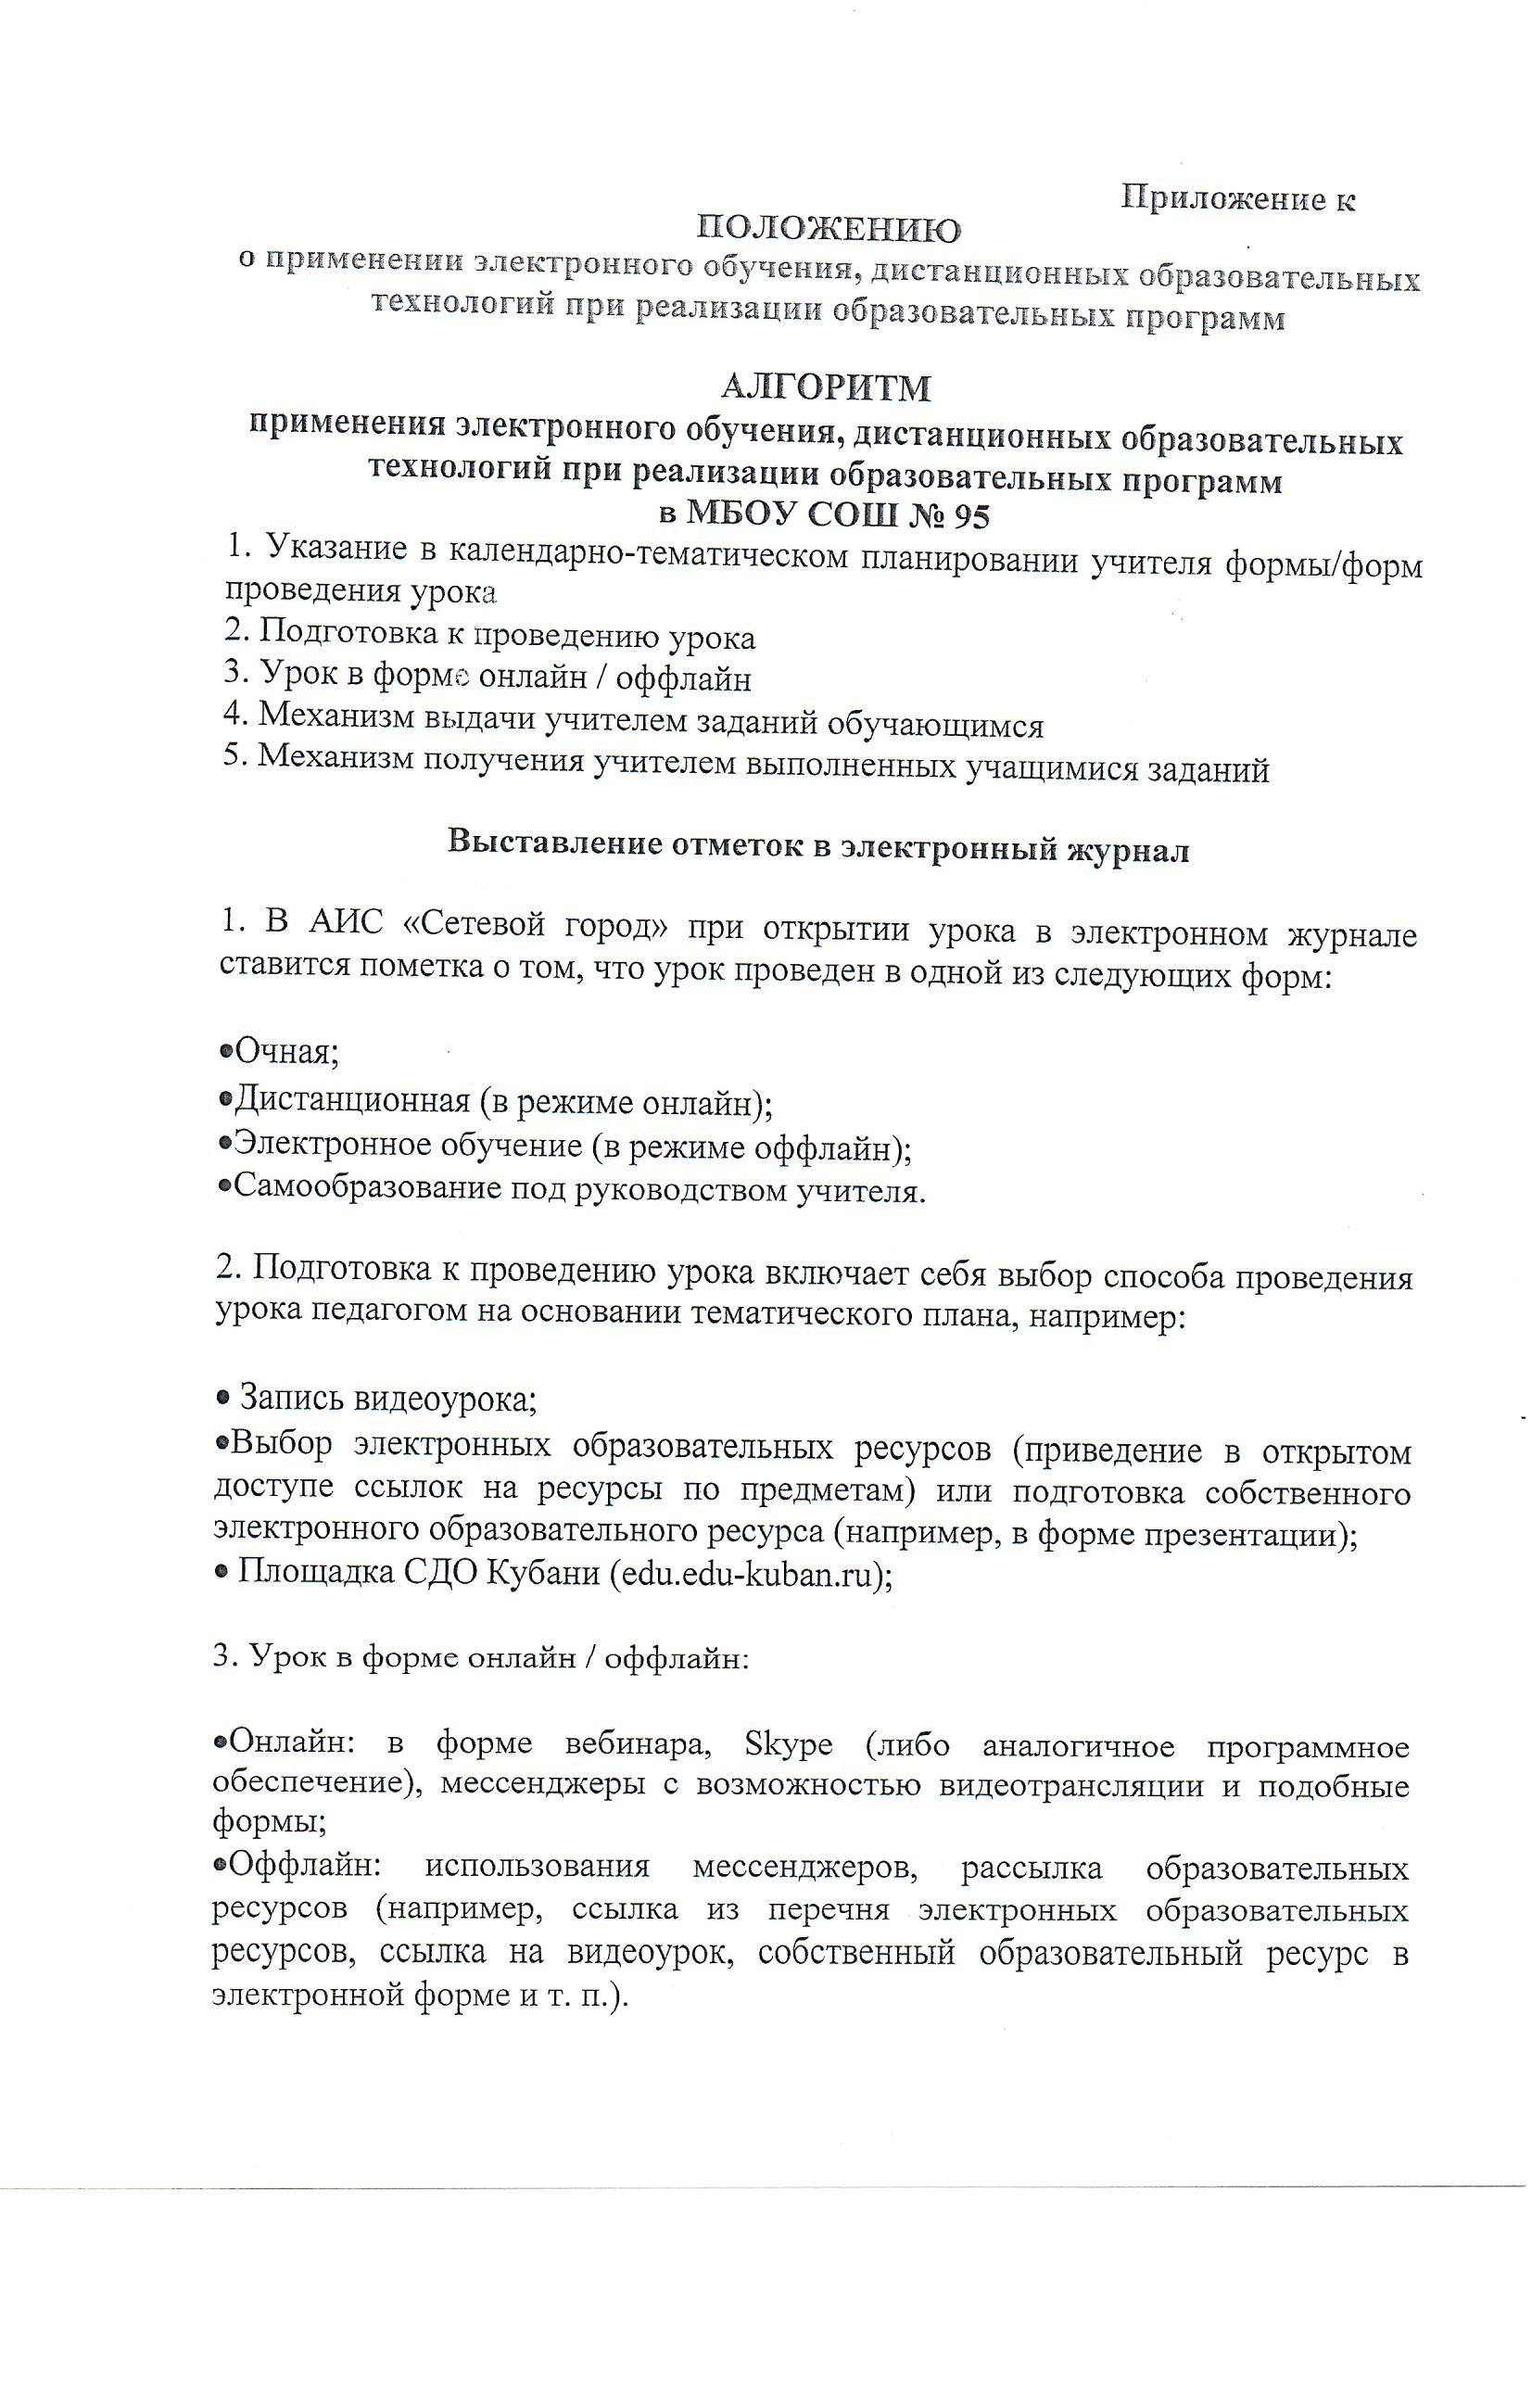 Приложение к
ПОЛОЖЕНИЮ
о применении электронного обучения, дистанционных образовательных
технологий при реализации образовательных программ
АЛГОРИТМ
применения электронного обучения, дистанционных образовательных
технологий при реализации образовательных программ
в МБОУ СОШ № 95
1. Указание в календарно-тематическом планировании учителя формы/форм
проведения урока
2. Подготовка к проведению урока
3. Урок в форме онлайн / оффлайн
4. Механизм выдачи учителем заданий обучающимся
5. Механизм получения учителем выполненных учащимися заданий
Выставление отметок в электронный журнал
1. В АИС «Сетевой город» при открытии урока в электронном журнале
ставится пометка о том, что урок проведен в одной из следующих форм:
•Очная;
•Дистанционная (в режиме онлайн);
•Электронное обучение (в режиме оффлайн);
•Самообразование под руководством учителя.
2. Подготовка к проведению урока включает себя выбор способа проведения
урока педагогом на основании тематического плана, например:
• Запись видеоурока;
•Выбор электронных образовательных ресурсов (приведение в открытом
доступе ссылок на ресурсы по предметам) или подготовка собственного
электронного образовательного ресурса (например, в форме презентации);
• Площадка СДО Кубани (edu.edu-kuban.ru);
3. Урок в форме онлайн / оффлайн:
•Онлайн: в форме вебинара, Skype (либо аналогичное программное
обеспечение), мессенджеры с возможностью видеотрансляции и подобные
формы;
•Оффлайн: использования мессенджеров, рассылка образовательных
ресурсов (например, ссылка из перечня электронных образовательных
ресурсов, ссылка на видеоурок, собственный образовательный ресурс в
электронной форме и т. п.).